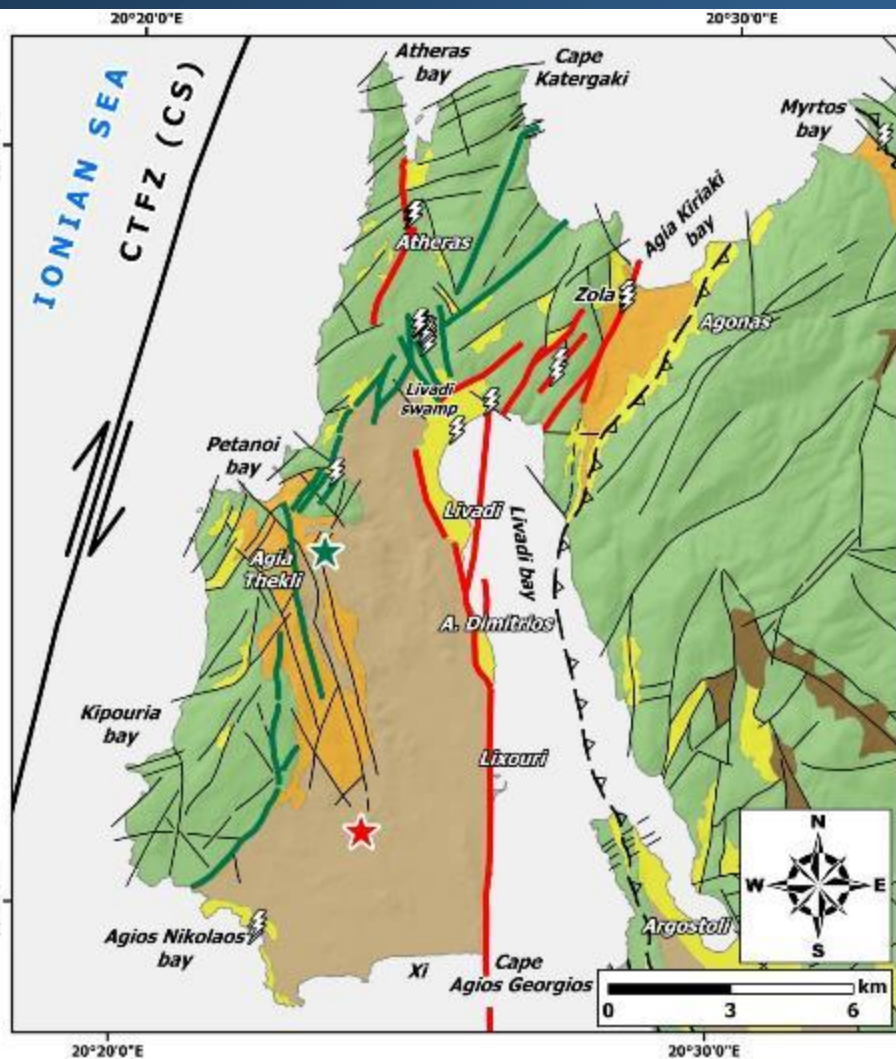 20°20'0"E
20°30'0"E
IONIAN SEA
CTFZ (CS)
Atheras
bay
Cape
Katergaki
Myrtos
bay
Agia Kiriaki
bay
Atheras
Zola
Agonas
Livadi
swamp
Petanoi
bay
Livadi
Livadi bay
Agia
Thekli
A. Dimitrios
Kipouria
bay
Lixouri
N
W
E
S
Argostoli
Agios Nikolaos
bay
Xi
Cape
Agios Georgios
km
0
3
6
20°20'0"E
20°30'0"E